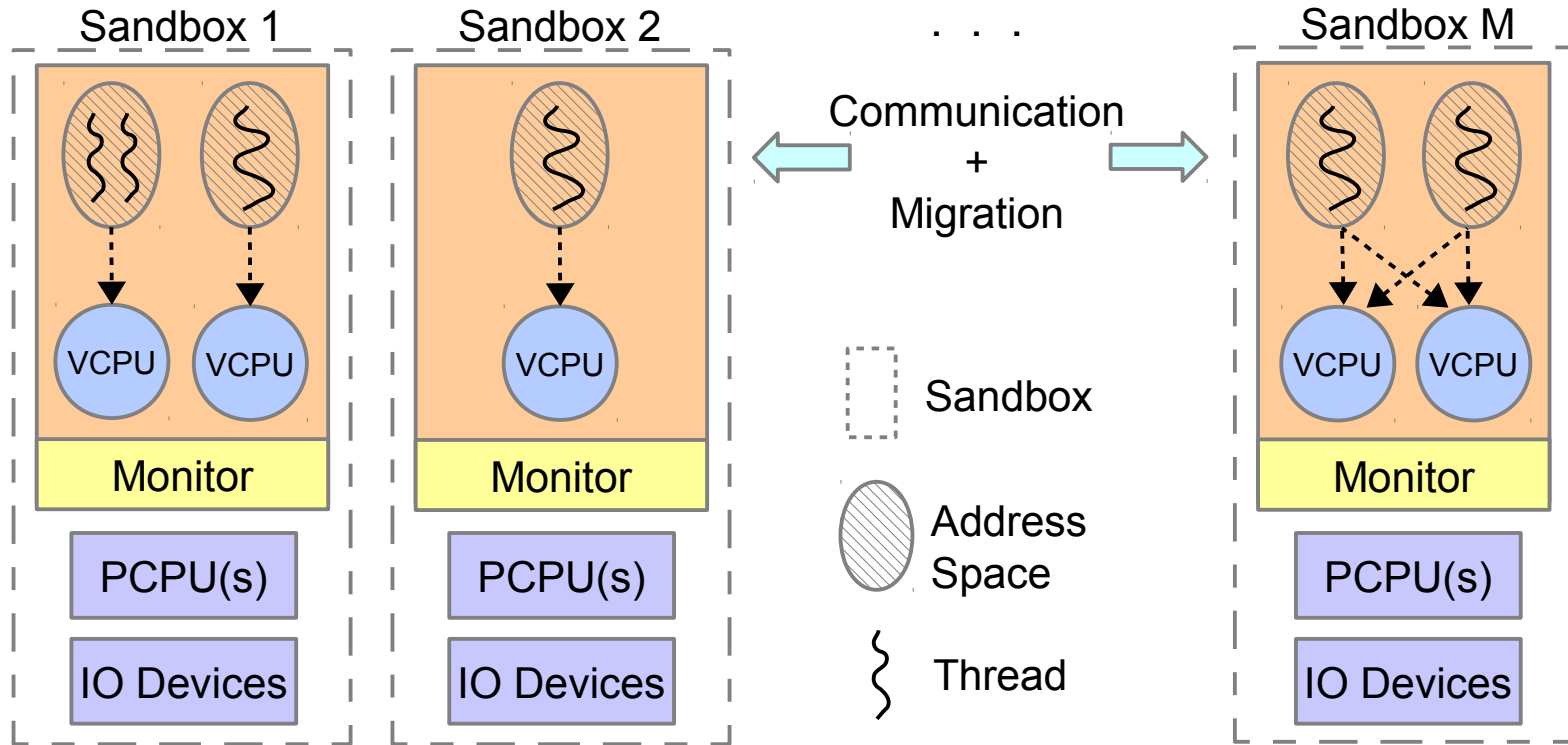 Sandbox 1
VCPU
VCPU
Monitor
PCPU(s)
IO Devices
Sandbox 2
VCPU
Monitor
PCPU(s)
IO Devices
. . .
Communication
+
Migration
Sandbox
Address
Space
Thread
Sandbox M
VCPU
VCPU
Monitor
PCPU(s)
IO Devices